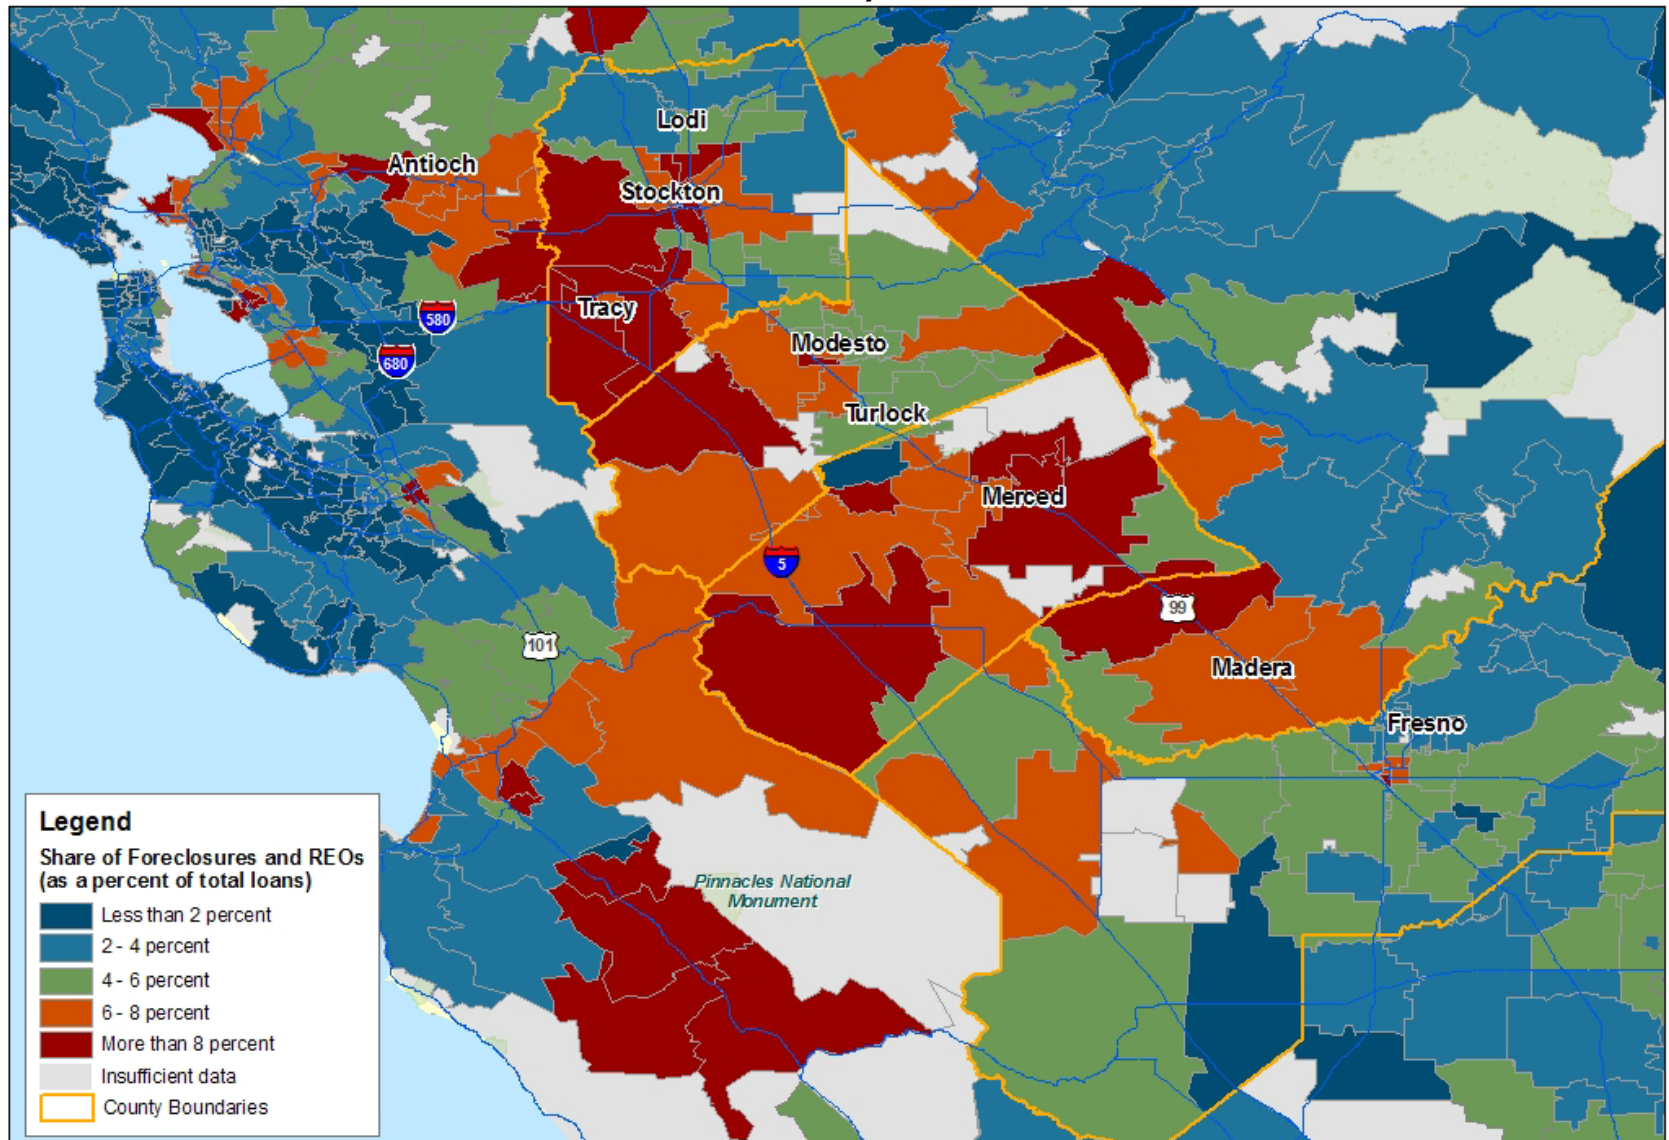 Lodi
Antioch
Stockton
580
Tracy
680
Modesto
Turlock
Merced
5
99
101
Madera
Fresno
Pinnacles National
Monument
Legend
Share of Foreclosures and REOs
(as a percent of total loans)
Less than 2 percent
2 - 4 percent
4 - 6 percent
6 - 8 percent
More than 8 percent
Insufficient data
County Boundaries